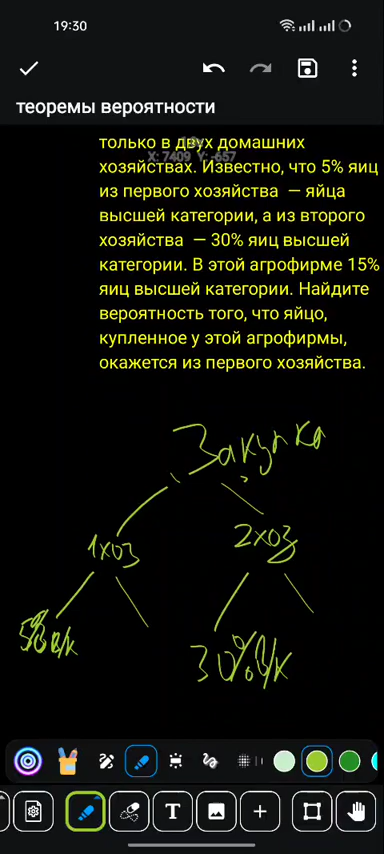 19:30
теоремы вероятности
только в двух домашних
X: 7409 Y: -657
хозяйствах. Известно, что 5% яиц
из первого хозяйства — яйца
высшей категории, а из второго
хозяйства — 30% яиц высшей
категории. В этой агрофирме 15%
яиц высшей категории. Найдите
вероятность того, что яйцо,
купленное у этой агрофирмы,
окажется из первого хозяйства.
Закупка
1хоз 2хоз
5% в/к 30% в/к
T